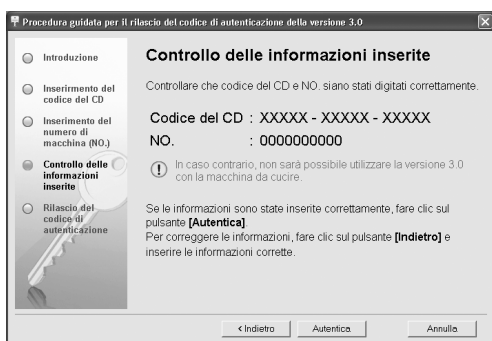 Procedura guidata per il rilascio del codice di autenticazione della versione 3.0
Introduzione
Inserirmento del
codice del CD
Inserimento del
numero di
macchina (NO.)
Controllo delle
informazioni
inserite
Rilascio del
codice di
autenticazione
Controllo delle informazioni inserite
Controllare che codice del CD e NO. siano stati digitati correttamente.
Codice del CD : XXXXX - XXXXX - XXXXX
NO. : 0000000000
In caso contrario, non sarà possibile utilizzare la versione 3.0
con la macchina da cucire.
Se le informazioni sono state inserite correttamente, fare clic sul
pulsante [Autentica].
Per correggere le informazioni, fare clic sul pulsante [Indietro] e
inserire le informazioni corrette.
< Indietro Autentica Annulla